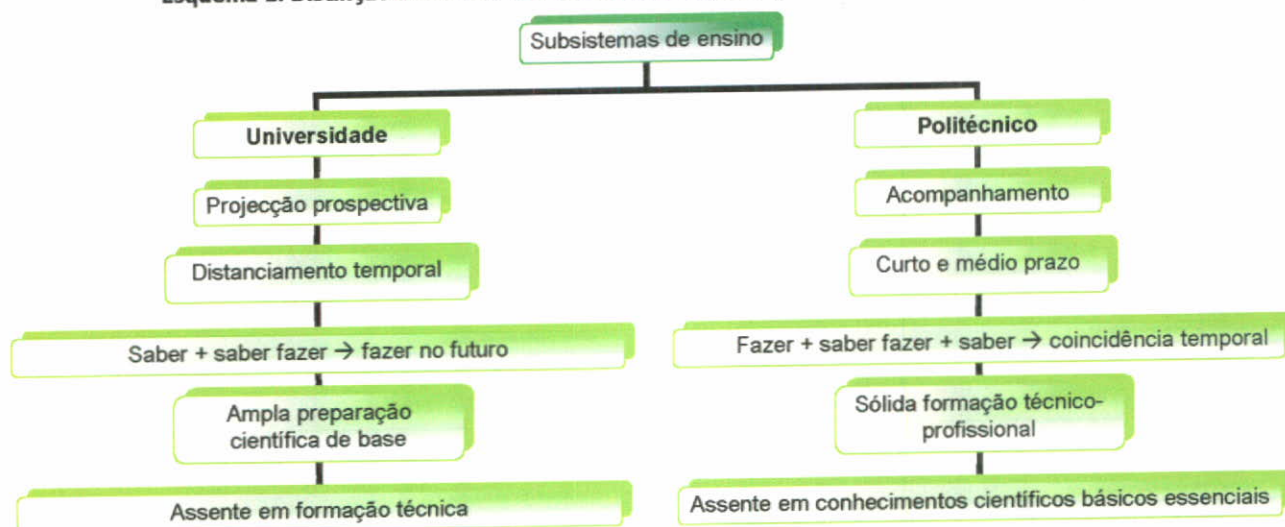 Subsistemas de ensino
Universidade
Projecção prospectiva
Distanciamento temporal
Saber + saber fazer → fazer no futuro
Ampla preparação
científica de base
Assente em formação técnica
Politécnico
Acompanhamento
Curto e médio prazo
Fazer + saber fazer + saber → coincidência temporal
Sólida formação técnico-
profissional
Assente em conhecimentos científicos básicos essenciais